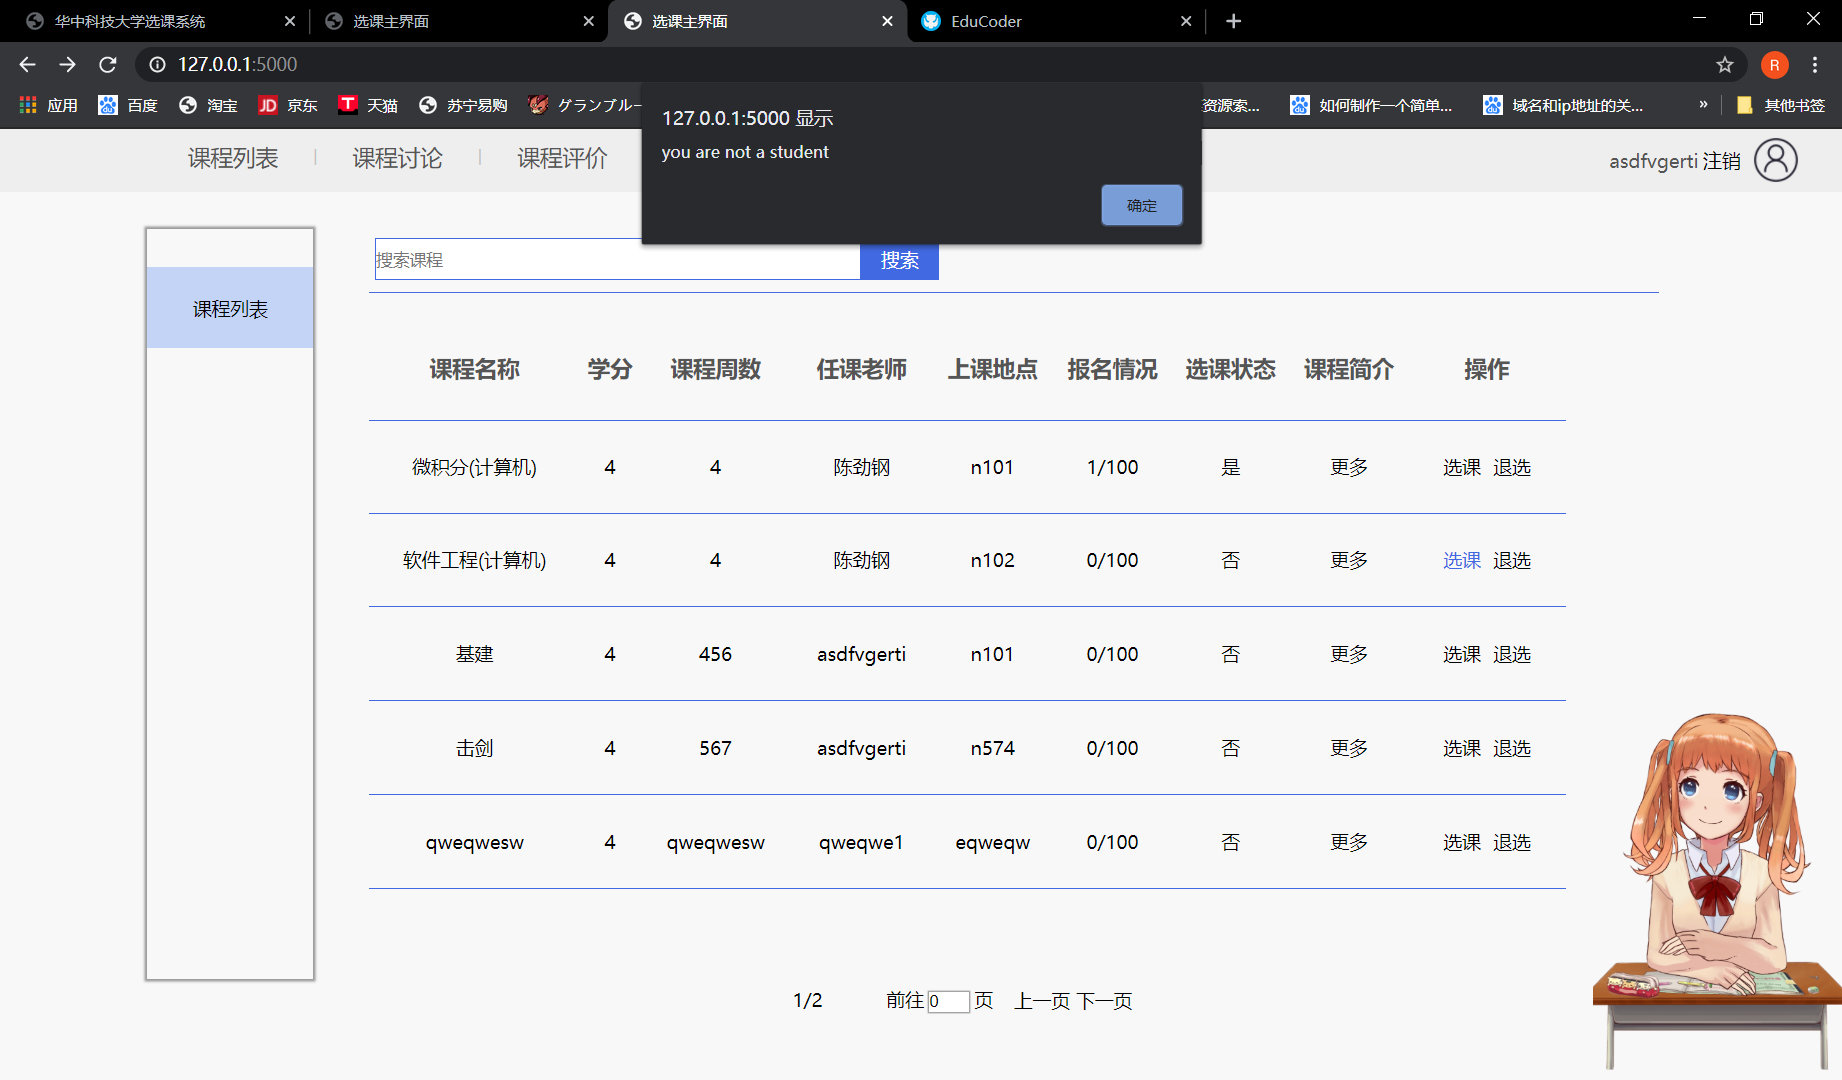 华中科技大学选课系统
选课主界面
选课主界面
EduCoder
127.0.0.1:5000
R
应用
百度
淘宝
JD 京东
T 天猫
苏宁易购
グランブルー
资源索...
如何制作一个简单...
域名和ip地址的关...
»
其他书签
127.0.0.1:5000 显示
you are not a student
确定
课程列表 | 课程讨论 | 课程评价
asdfvgerti 注销
课程列表
搜索课程 搜索
课程名称 学分 课程周数 任课老师 上课地点 报名情况 选课状态 课程简介 操作
微积分(计算机) 4 4 陈劲钢 n101 1/100 是 更多 选课 退选
软件工程(计算机) 4 4 陈劲钢 n102 0/100 否 更多 选课 退选
基建 4 456 asdfvgerti n101 0/100 否 更多 选课 退选
击剑 4 567 asdfvgerti n574 0/100 否 更多 选课 退选
qweqwesw 4 qweqwesw qweqwe1 eqweqw 0/100 否 更多 选课 退选
1/2 前往 0 页 上一页 下一页